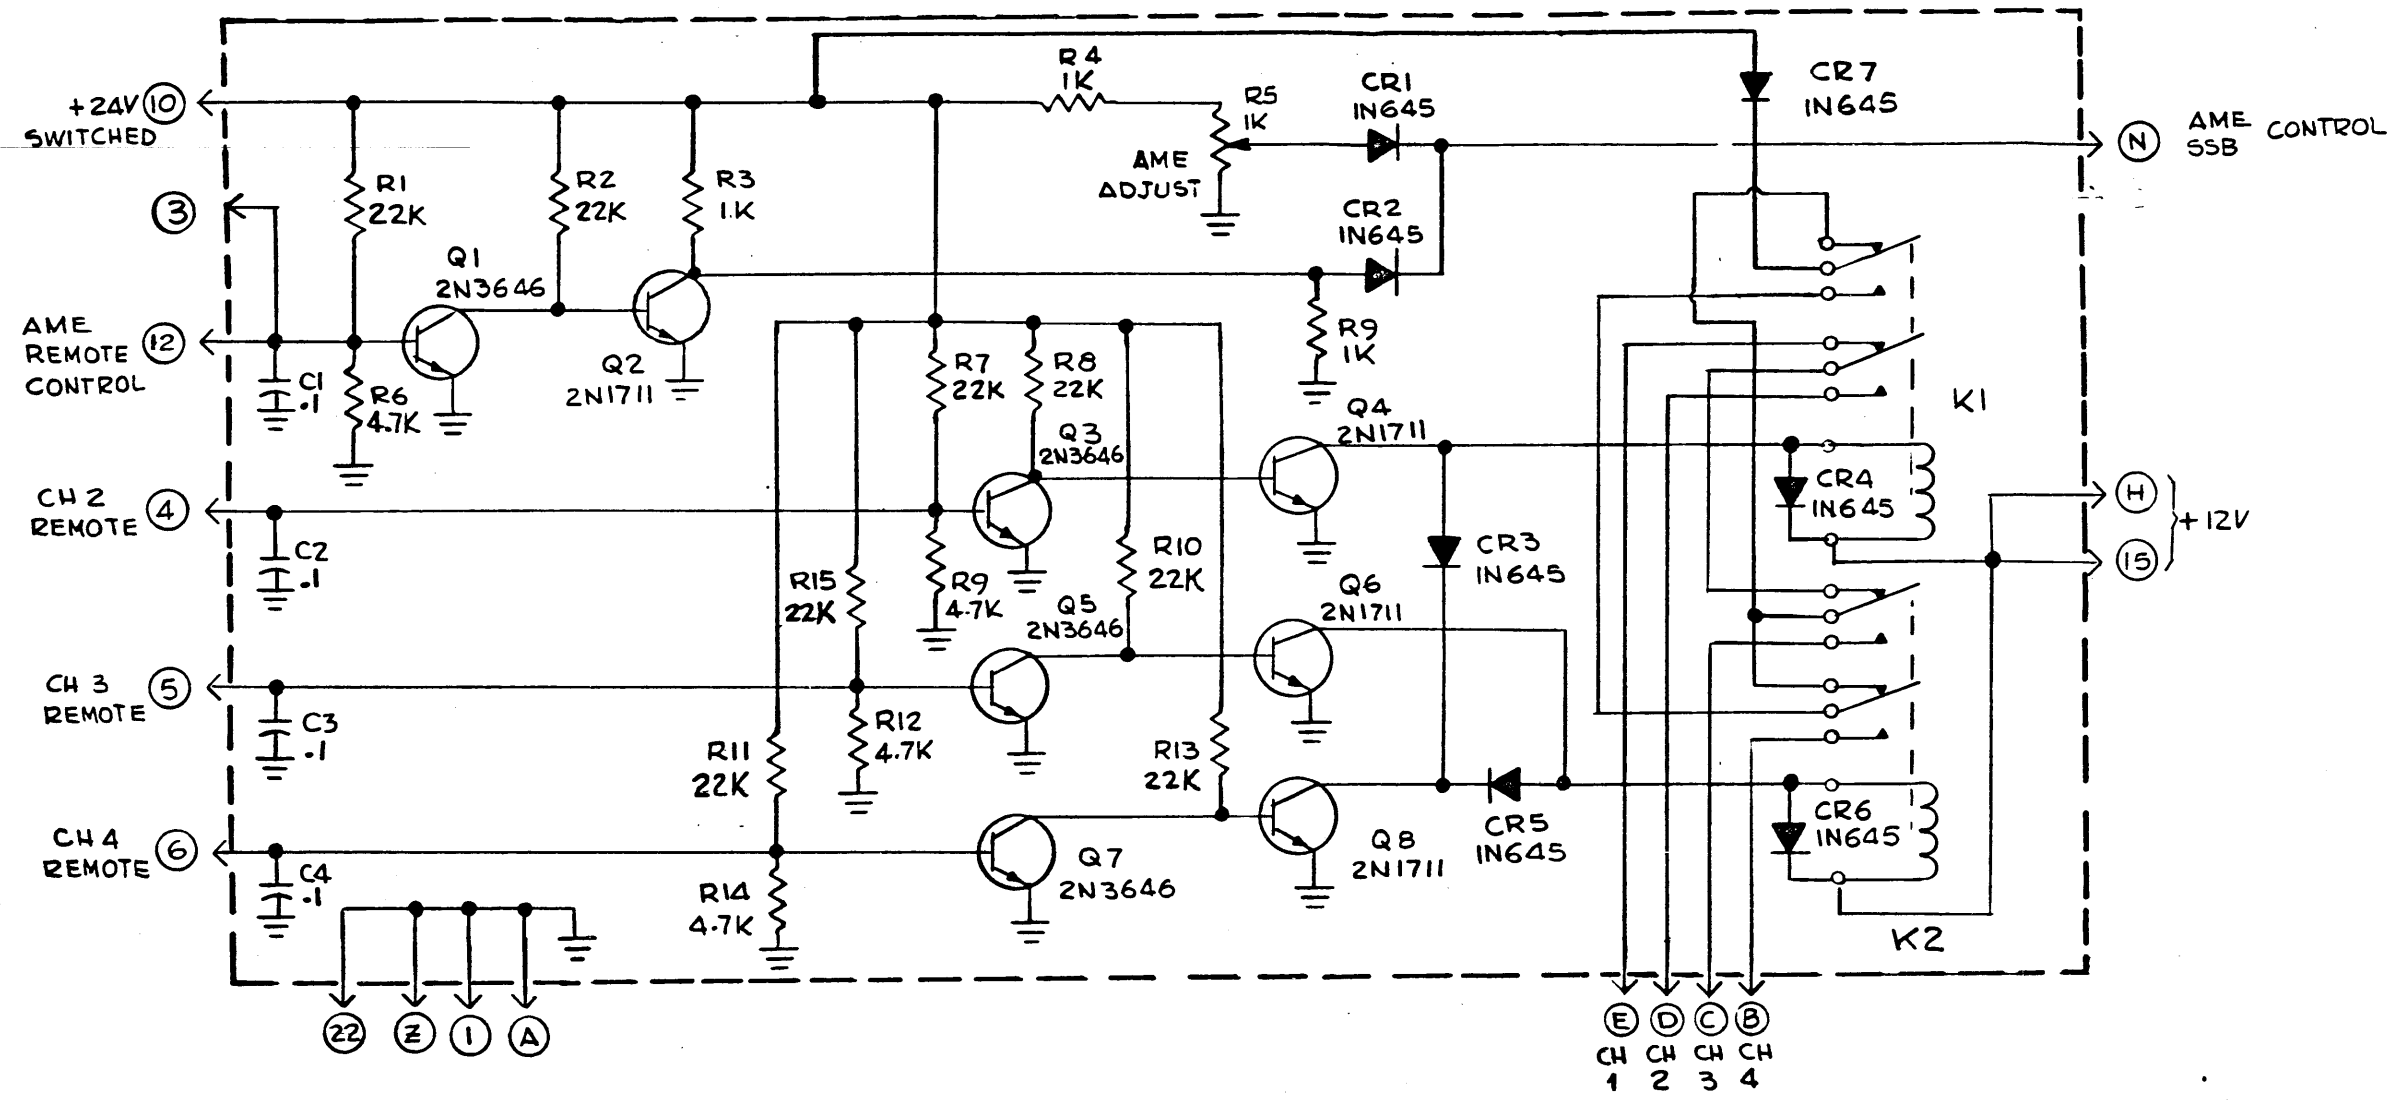 +24V 10
SWITCHED
3
AME
REMOTE 12
CONTROL
CH 2
REMOTE 4
CH 3
REMOTE 5
CH 4
REMOTE 6
R1
22K
R2
22K
R3
1K
R4
1K
R5
1K
AME
ADJUST
CR1
1N645
CR2
1N645
CR7
1N645
N
AME
SSB CONTROL
Q1
2N3646
Q2
2N1711
C1
.1
R6
4.7K
R7
22K
R8
22K
R9
1K
Q3
2N3646
Q4
2N1711
K1
CR4
1N645
H
15
+12V
C2
.1
R15
22K
R9
4.7K
R10
22K
CR3
1N645
Q5
2N3646
Q6
2N1711
C3
.1
R11
22K
R12
4.7K
R13
22K
CR5
1N645
CR6
1N645
C4
.1
R14
4.7K
Q7
2N3646
Q8
2N1711
K2
22 Z 1 A
E D C B
CH CH CH CH
1 2 3 4